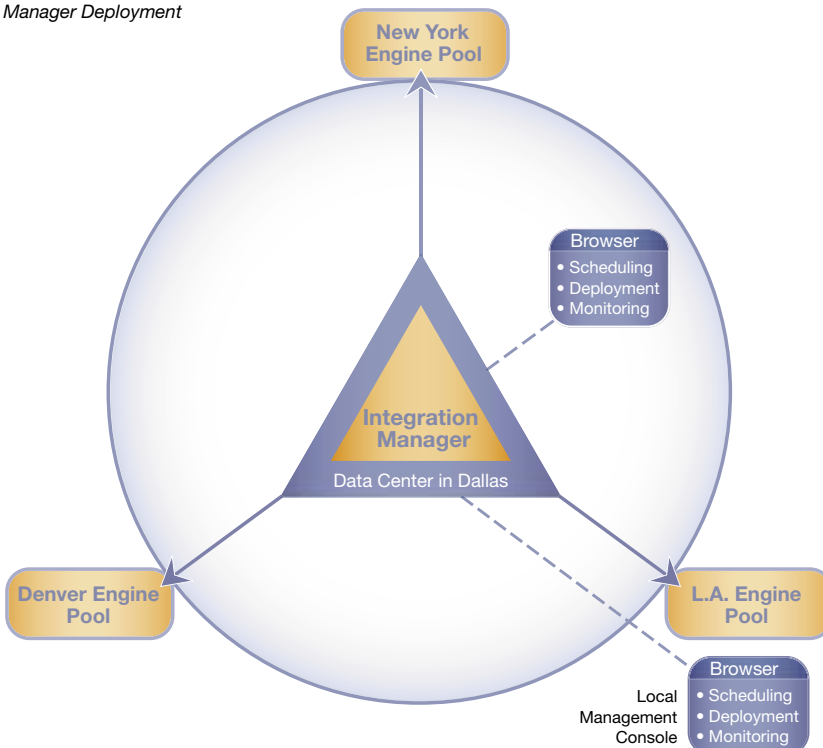 Manager Deployment
New York
Engine Pool
Browser
• Scheduling
• Deployment
• Monitoring
Integration
Manager
Data Center in Dallas
Denver Engine
Pool
L.A. Engine
Pool
Local
Management
Console
Browser
• Scheduling
• Deployment
• Monitoring